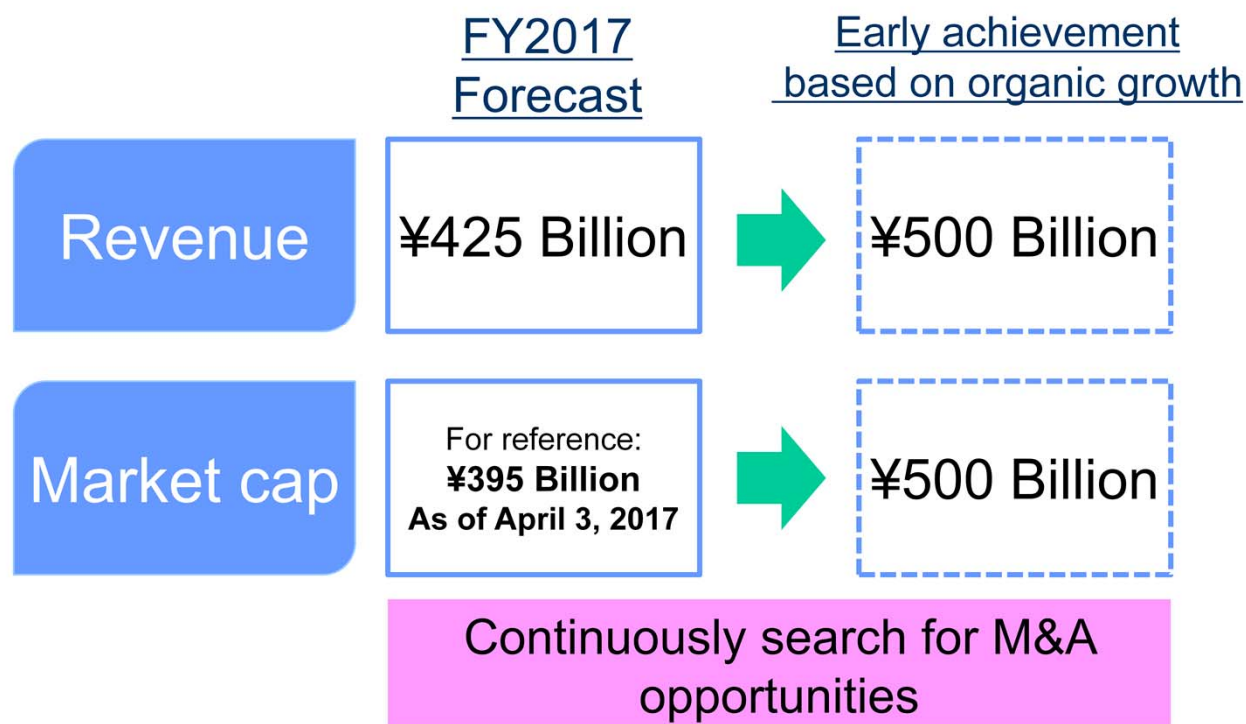 FY2017
Forecast
Early achievement
based on organic growth
Revenue
¥425 Billion
¥500 Billion
Market cap
For reference:
¥395 Billion
As of April 3, 2017
¥500 Billion
Continuously search for M&A
opportunities